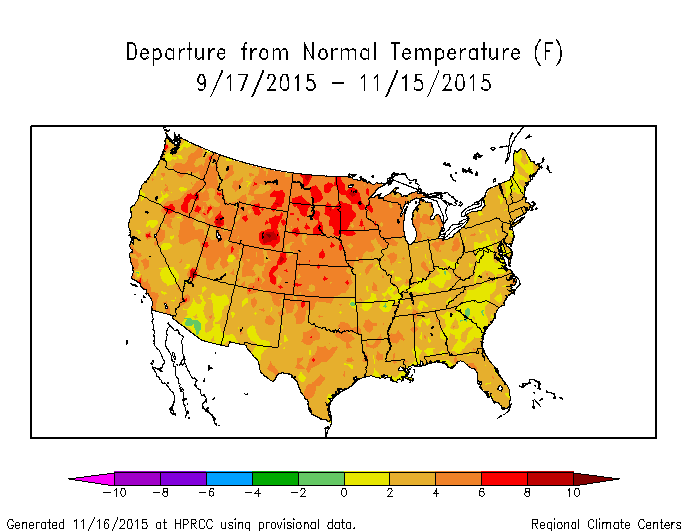 Departure from Normal Temperature (F)
9/17/2015 – 11/15/2015
−10 −8 −6 −4 −2 0 2 4 6 8 10
Generated 11/16/2015 at HPRCC using provisional data. Regional Climate Centers